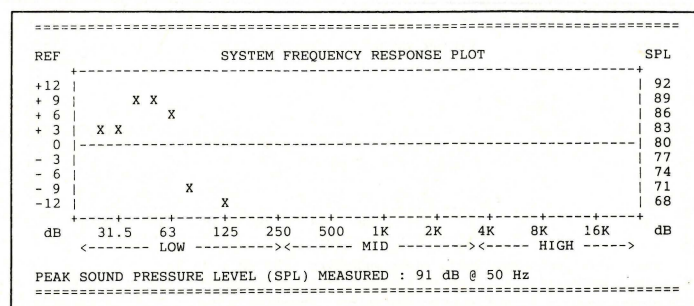 REF SYSTEM FREQUENCY RESPONSE PLOT SPL
+12 92
+ 9 X X 89
+ 6 X 86
+ 3 X X 83
0 80
- 3 77
- 6 74
- 9 X 71
-12 X 68
dB 31.5 63 125 250 500 1K 2K 4K 8K 16K dB
<------- LOW ---------><-------- MID -------><------ HIGH ----->
PEAK SOUND PRESSURE LEVEL (SPL) MEASURED : 91 dB @ 50 Hz